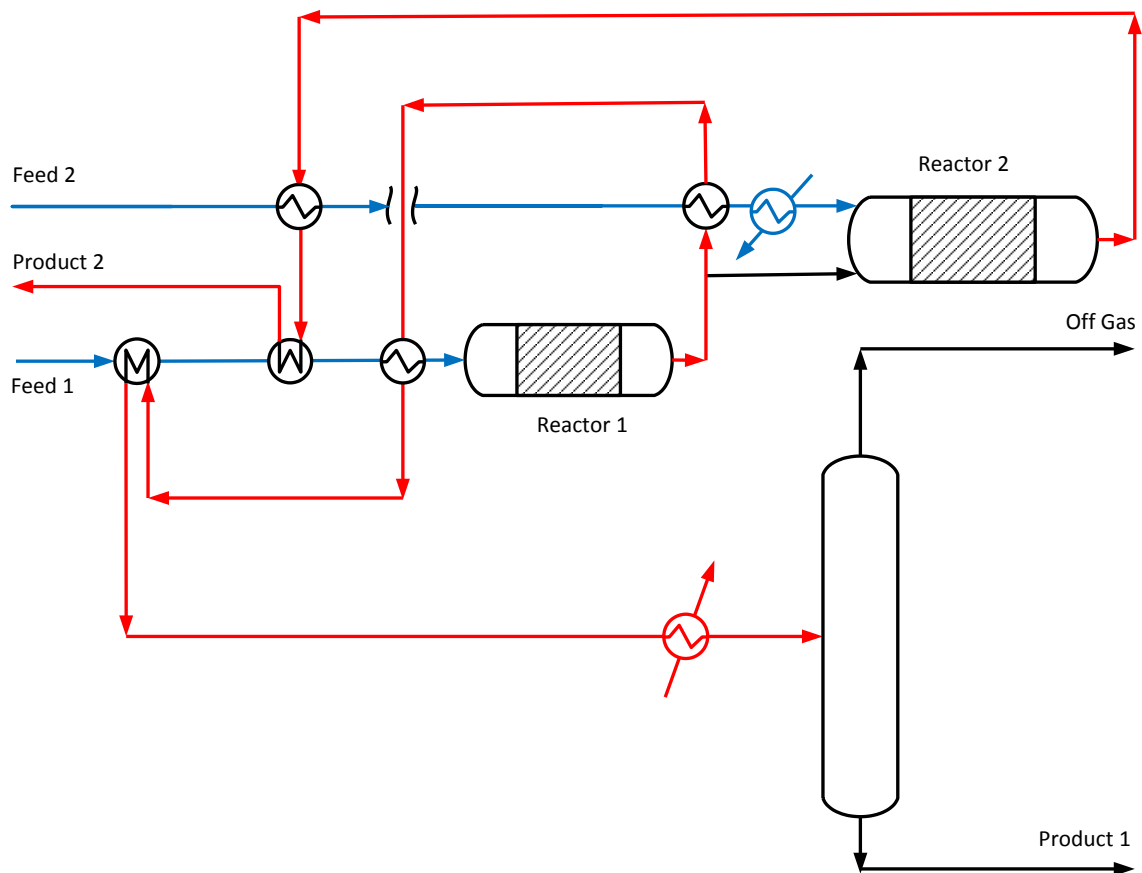 Reactor 2
Feed 2
Product 2
Off Gas
Feed 1
Reactor 1
Product 1